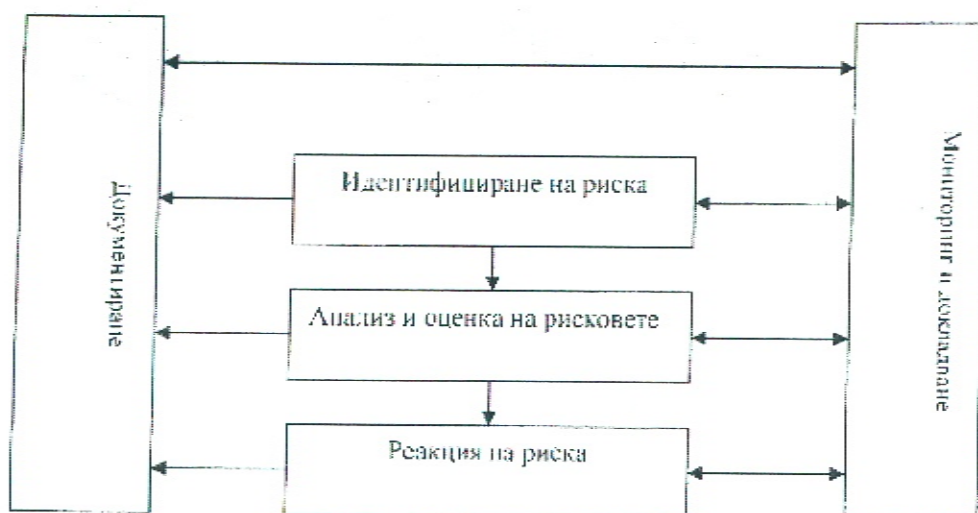 Документиране
Идентифициране на риска
Анализ и оценка на рисковете
Реакция на риска
Мониторинг и докладване